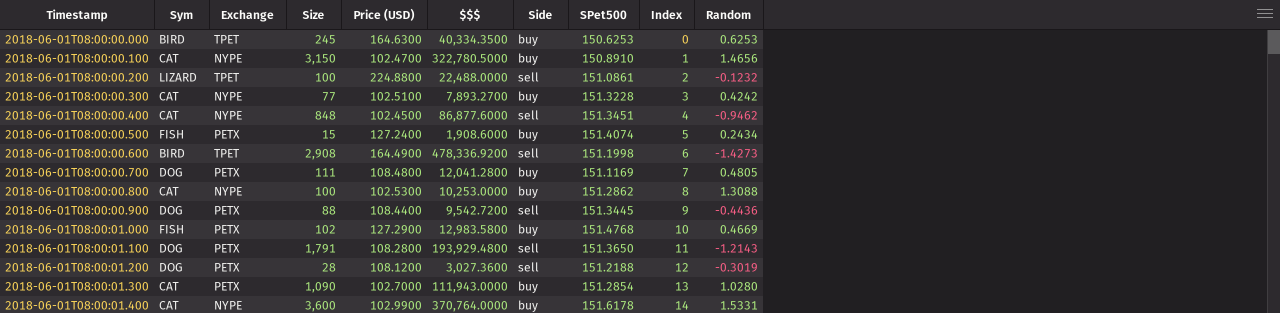 Timestamp Sym Exchange Size Price (USD) $$$ Side SPet500 Index Random
2018-06-01T08:00:00.000 BIRD TPET 245 164.6300 40,334.3500 buy 150.6253 0 0.6253
2018-06-01T08:00:00.100 CAT NYPE 3,150 102.4700 322,780.5000 buy 150.8910 1 1.4656
2018-06-01T08:00:00.200 LIZARD TPET 100 224.8800 22,488.0000 sell 151.0861 2 -0.1232
2018-06-01T08:00:00.300 CAT NYPE 77 102.5100 7,893.2700 buy 151.3228 3 0.4242
2018-06-01T08:00:00.400 CAT NYPE 848 102.4500 86,877.6000 sell 151.3451 4 -0.9462
2018-06-01T08:00:00.500 FISH PETX 15 127.2400 1,908.6000 buy 151.4074 5 0.2434
2018-06-01T08:00:00.600 BIRD TPET 2,908 164.4900 478,336.9200 sell 151.1998 6 -1.4273
2018-06-01T08:00:00.700 DOG PETX 111 108.4800 12,041.2800 buy 151.1169 7 0.4805
2018-06-01T08:00:00.800 CAT NYPE 100 102.5300 10,253.0000 buy 151.2862 8 1.3088
2018-06-01T08:00:00.900 DOG PETX 88 108.4400 9,542.7200 sell 151.3445 9 -0.4436
2018-06-01T08:00:01.000 FISH PETX 102 127.2900 12,983.5800 buy 151.4768 10 0.4669
2018-06-01T08:00:01.100 DOG PETX 1,791 108.2800 193,929.4800 sell 151.3650 11 -1.2143
2018-06-01T08:00:01.200 DOG PETX 28 108.1200 3,027.3600 sell 151.2188 12 -0.3019
2018-06-01T08:00:01.300 CAT PETX 1,090 102.7000 111,943.0000 buy 151.2854 13 1.0280
2018-06-01T08:00:01.400 CAT NYPE 3,600 102.9900 370,764.0000 buy 151.6178 14 1.5331